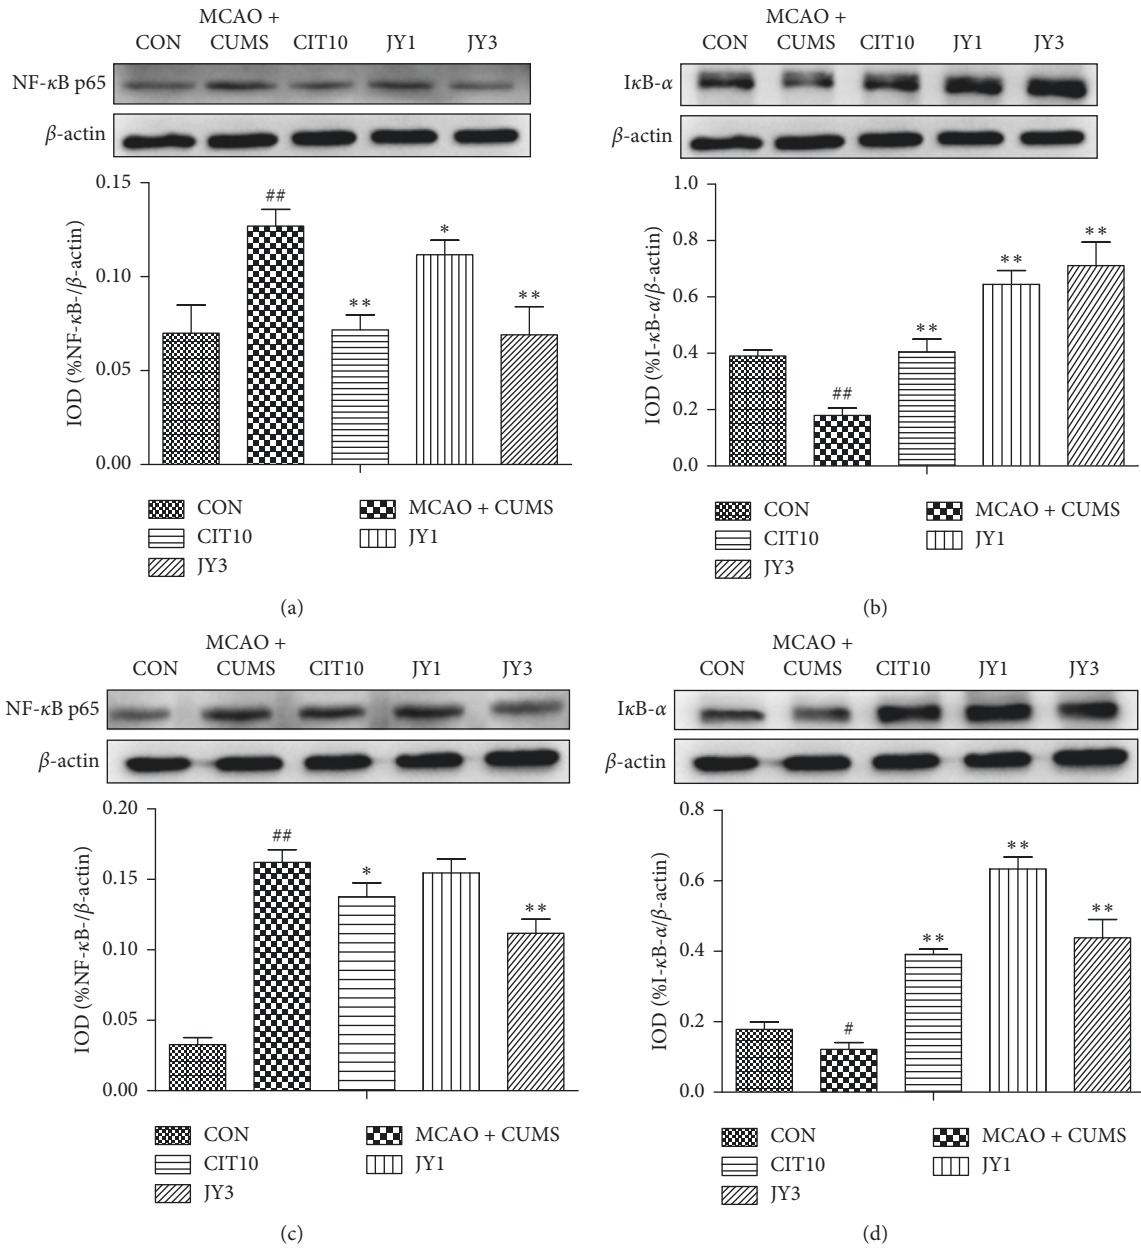 MCAO +
CON CUMS CIT10 JY1 JY3
NF-κB p65
β-actin
0.15
0.10
0.05
0.00
IOD (%NF-κB-/β-actin)
##
**
*
**
CON MCAO + CUMS
CIT10 JY1
JY3
(a)
MCAO +
CON CUMS CIT10 JY1 JY3
IκB-α
β-actin
1.0
0.8
0.6
0.4
0.2
0.0
IOD (%I-κB-α/β-actin)
##
**
**
**
CON MCAO + CUMS
CIT10 JY1
JY3
(b)
MCAO +
CON CUMS CIT10 JY1 JY3
NF-κB p65
β-actin
0.20
0.15
0.10
0.05
0.00
IOD (%NF-κB-/β-actin)
##
*
**
CON MCAO + CUMS
CIT10 JY1
JY3
(c)
MCAO +
CON CUMS CIT10 JY1 JY3
IκB-α
β-actin
0.8
0.6
0.4
0.2
0.0
IOD (%I-κB-α/β-actin)
#
**
**
**
CON MCAO + CUMS
CIT10 JY1
JY3
(d)